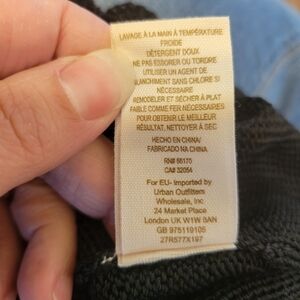 LAVAGE À LA MAIN À TEMPÉRATURE
FROIDE
DÉTERGENT DOUX
NE PAS ESSORER OU TORDRE
UTILISER UN AGENT DE
BLANCHIMENT SANS CHLORE SI
NÉCESSAIRE
REMODELER ET SÉCHER À PLAT
FAIBLE COMME FER NÉCESSAIRES
POUR OBTENIR LE MEILLEUR
RÉSULTAT, NETTOYER À SEC
HECHO EN CHINA/
FABRICADO NA CHINA
RN# 66170
CA# 32054
For EU- Imported by
Urban Outfitters
Wholesale, Inc
24 Market Place
London UK W1W 8AN
GB 975119105
27R577X197